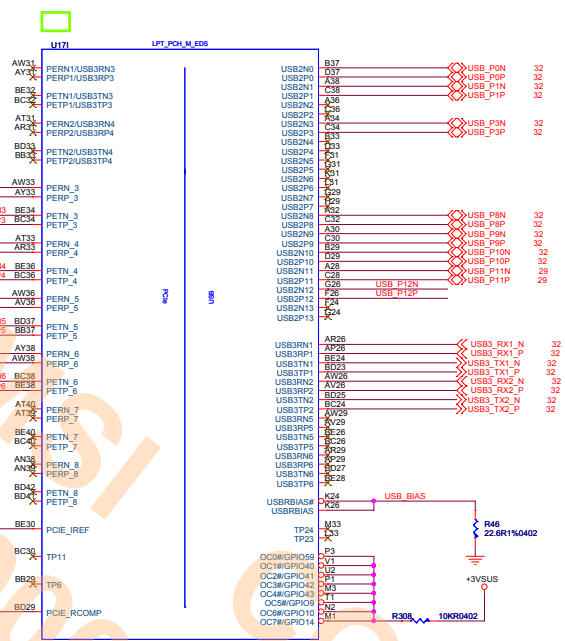 U17I LPT_PCH_M_EDS
AW31 PERN1/USB3RN3
AY31 PERP1/USB3RP3
BE32 PETN1/USB3TN3
BC32 PETP1/USB3TP3
AT31 PERN2/USB3RN4
AR31 PERP2/USB3RP4
BD33 PETN2/USB3TN4
BB33 PETP2/USB3TP4
AW33 PERN_3
AY33 PERP_3
BE34 PETN_3
BC34 PETP_3
AT33 PERN_4
AR33 PERP_4
BE36 PETN_4
BC36 PETP_4
AW36 PERN_5
AV36 PERP_5
BD37 PETN_5
BB37 PETP_5
AY38 PERN_6
AW38 PERP_6
BC38 PETN_6
BE38 PETP_6
AT40 PERN_7
AT39 PERP_7
BE40 PETN_7
BC40 PETP_7
AN38 PERN_8
AN39 PERP_8
BD42 PETN_8
BD41 PETP_8
BE30 PCIE_IREF
BC30 TP11
BB29 TP6
BD29 PCIE_RCOMP
PCIe
USB
USB2N0 B37 USB_P0N 32
USB2P0 D37 USB_P0P 32
USB2N1 A38 USB_P1N 32
USB2P1 C38 USB_P1P 32
USB2N2 A36
USB2P2 C36
USB2N3 A34 USB_P3N 32
USB2P3 C34 USB_P3P 32
USB2N4 B33
USB2P4 D33
USB2N5 F31
USB2P5 G31
USB2N6 K31
USB2P6 L31
USB2N7 G29
USB2P7 H29
USB2N8 A32 USB_P8N 32
USB2P8 C32 USB_P8P 32
USB2N9 A30 USB_P9N 32
USB2P9 C30 USB_P9P 32
USB2N10 B29 USB_P10N 32
USB2P10 D29 USB_P10P 32
USB2N11 A28 USB_P11N 29
USB2P11 C28 USB_P11P 29
USB2N12 G26 USB_P12N
USB2P12 F26 USB_P12P
USB2N13 F24
USB2P13 G24
USB3RN1 AR26 USB3_RX1_N 32
USB3RP1 AP26 USB3_RX1_P 32
USB3TN1 BE24 USB3_TX1_N 32
USB3TP1 BD23 USB3_TX1_P 32
USB3RN2 AW26 USB3_RX2_N 32
USB3RP2 AV26 USB3_RX2_P 32
USB3TN2 BD25 USB3_TX2_N 32
USB3TP2 BC24 USB3_TX2_P 32
USB3RN5 AW29
USB3RP5 AV29
USB3TN5 BE26
USB3TP5 BC26
USB3RN6 AR29
USB3RP6 AP29
USB3TN6 BD27
USB3TP6 BE28
USBRBIAS# K24 USB_BIAS
USBRBIAS K26
R46
22.6R1%0402
TP24 M33
TP23 L33
OC0#/GPIO59 P3
OC1#/GPIO40 V1
OC2#/GPIO41 U2
OC3#/GPIO42 P1
OC4#/GPIO43 M3
OC5#/GPIO9 T1
OC6#/GPIO10 N2
OC7#/GPIO14 M1
R308 10KR0402
+3VSUS
MSI